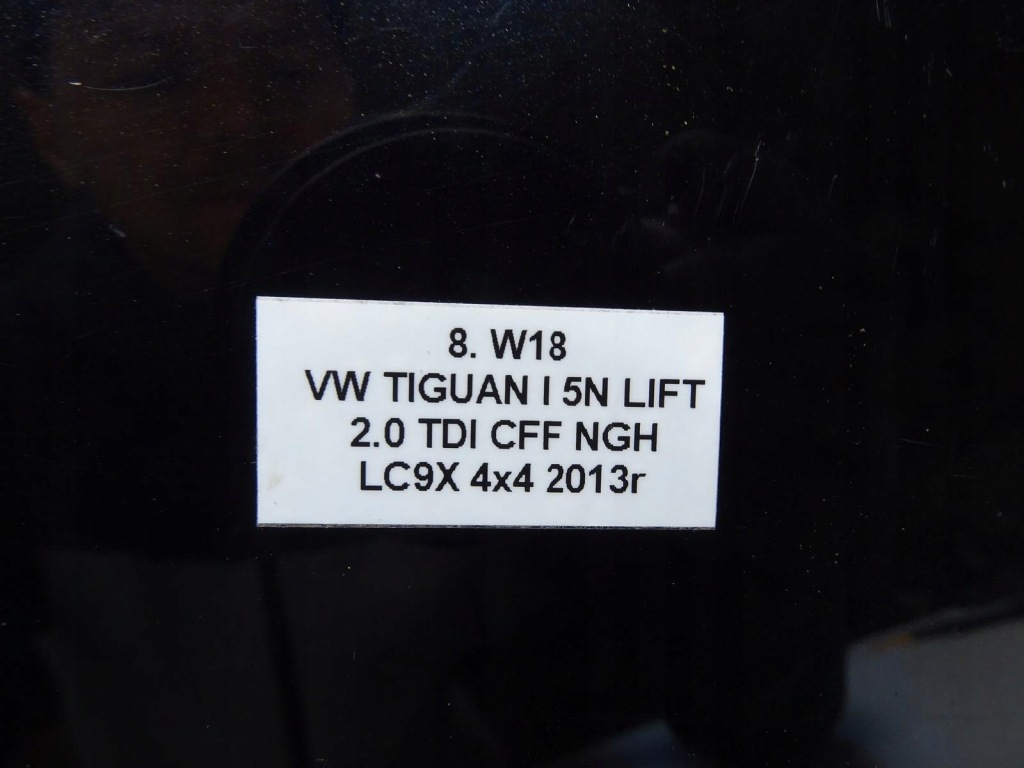 8. W18
VW TIGUAN I 5N LIFT
2.0 TDI CFF NGH
LC9X 4x4 2013r